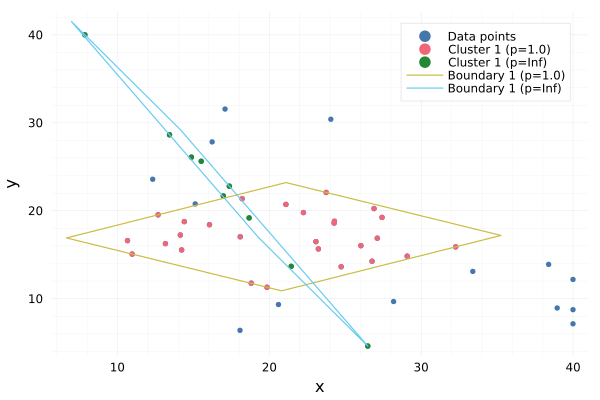 40
30
20
10
10
20
30
40
x
y
Data points
Cluster 1 (p=1.0)
Cluster 1 (p=Inf)
Boundary 1 (p=1.0)
Boundary 1 (p=Inf)